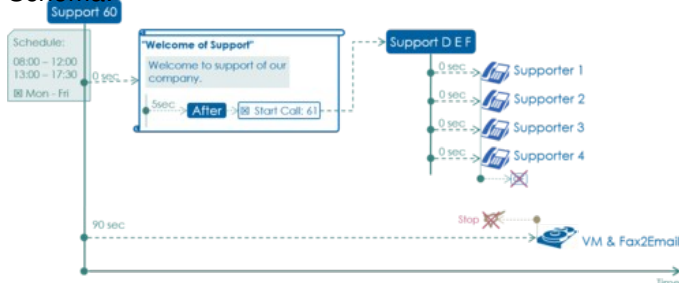 Schema:
Support 60
Schedule:
08:00 – 12:00
13:00 – 17:30
☒ Mon - Fri
0 sec
"Welcome of Support"
Welcome to support of our
company.
5sec
After
☒ Start Call: 61
Support D E F
0 sec
Supporter 1
0 sec
Supporter 2
0 sec
Supporter 3
0 sec
Supporter 4
90 sec
Stop
VM & Fax2Email
Time